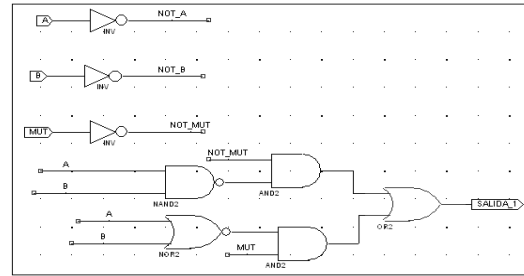 A
NOT_A
INV
B
NOT_B
INV
MUT
NOT_MUT
INV
A
NOT_MUT
B
NAND2
AND2
A
SALIDA_1
B
OR2
NOR2
MUT
AND2